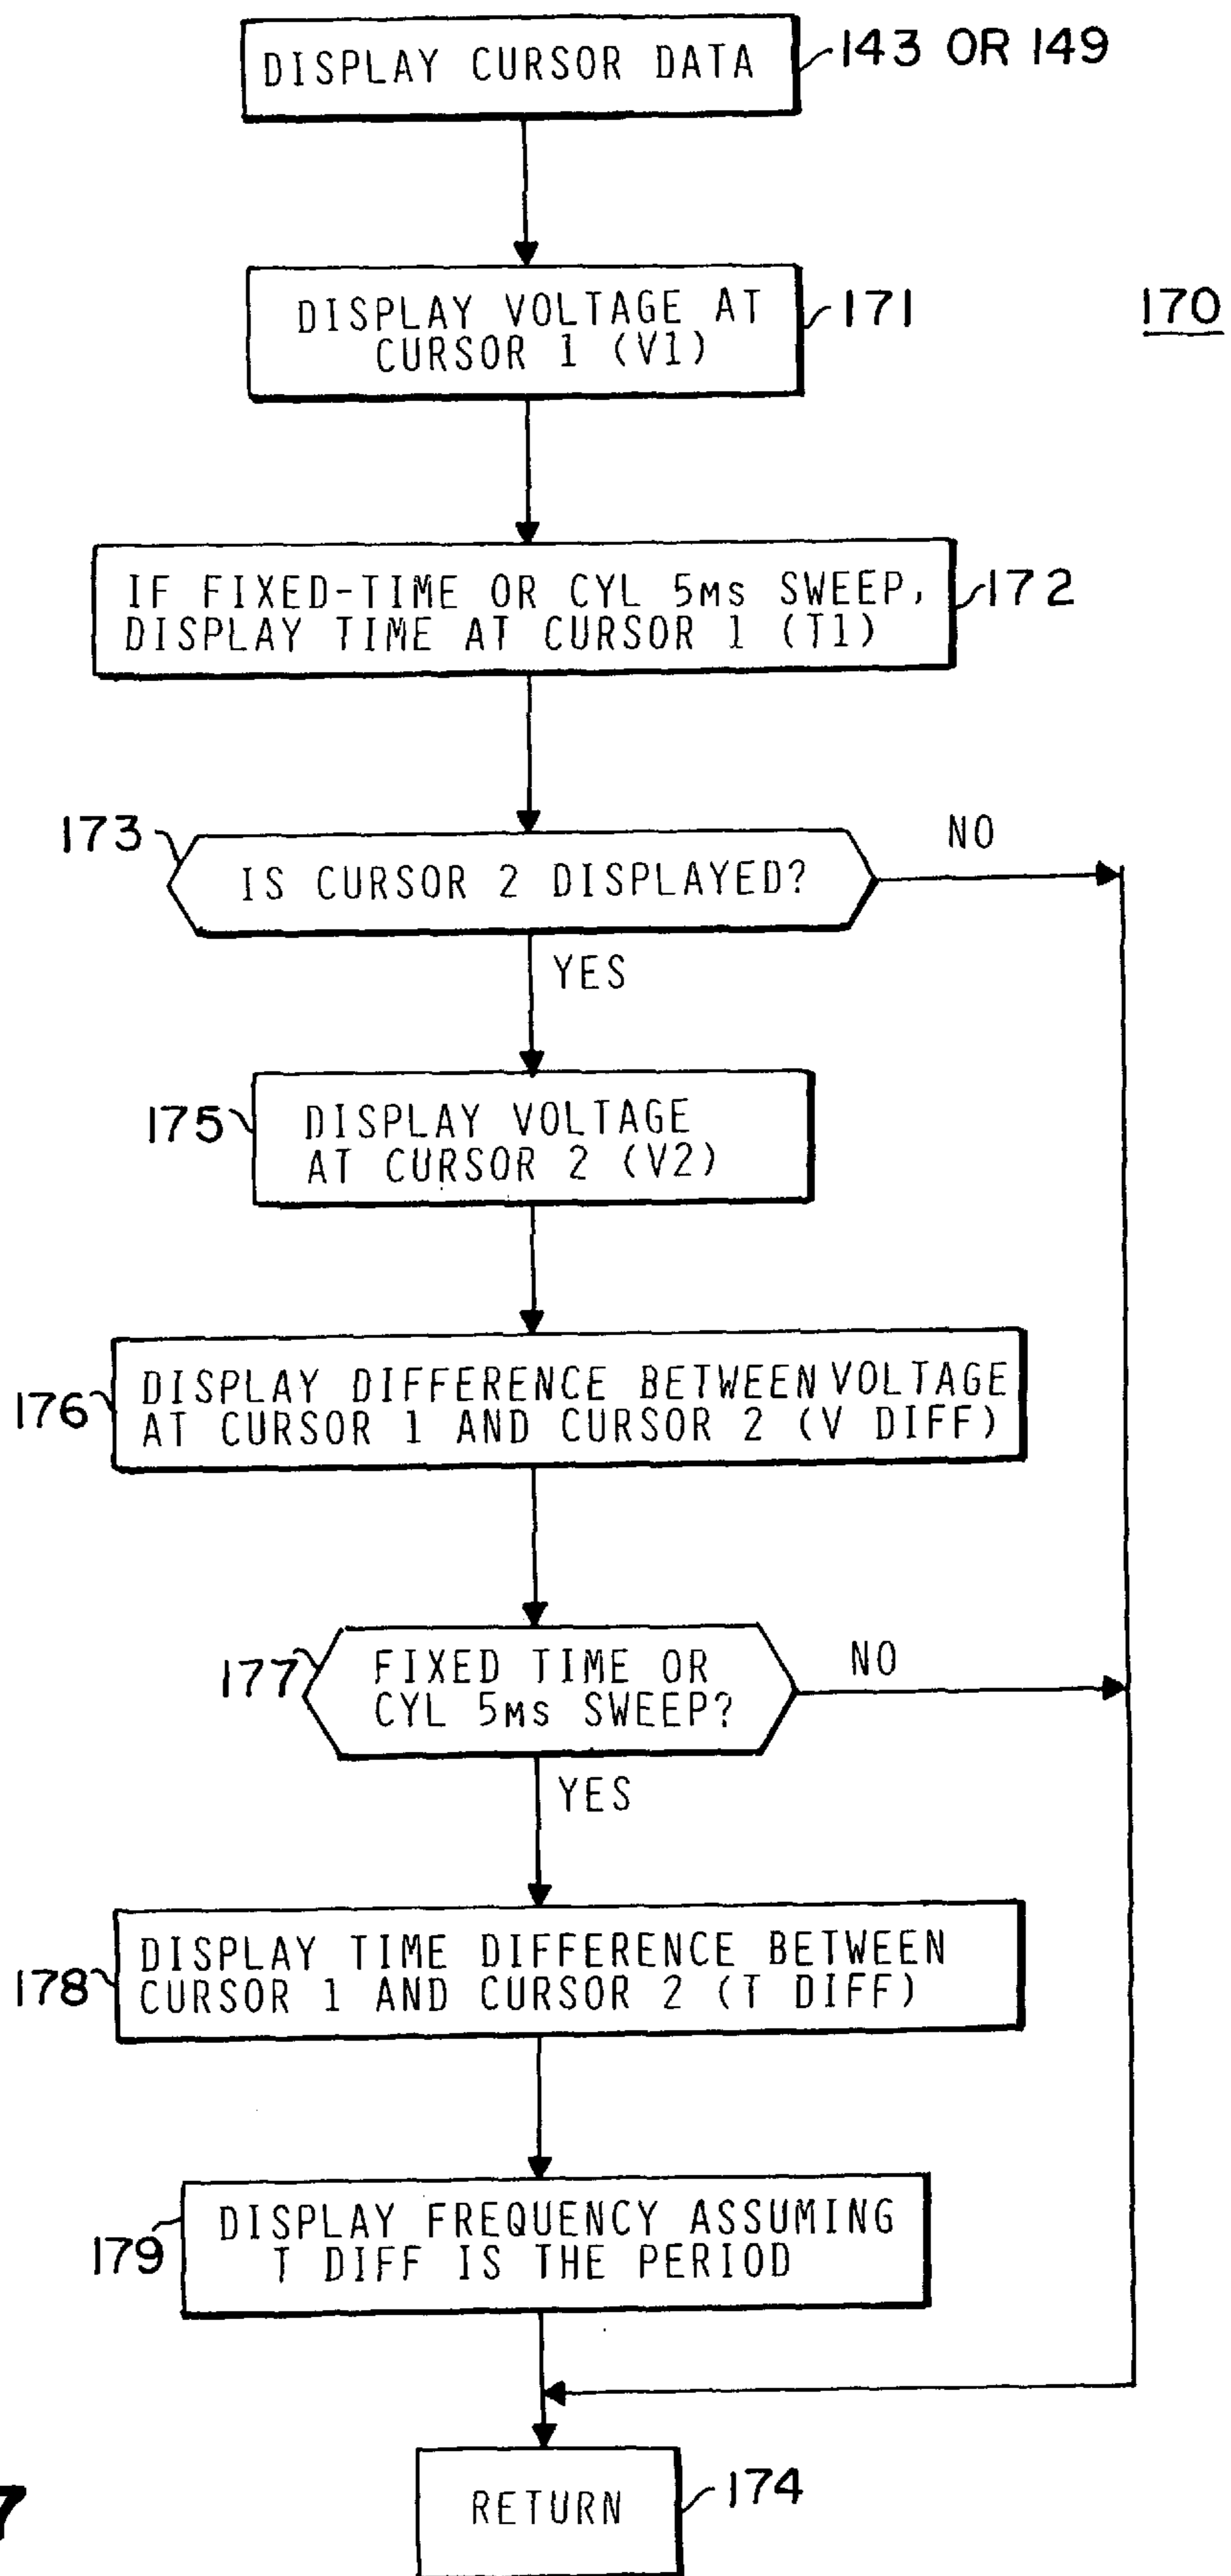 DISPLAY CURSOR DATA
143 OR 149
DISPLAY VOLTAGE AT
CURSOR 1 (V1)
171
170
IF FIXED-TIME OR CYL 5MS SWEEP,
DISPLAY TIME AT CURSOR 1 (T1)
172
173
IS CURSOR 2 DISPLAYED?
NO
YES
175
DISPLAY VOLTAGE
AT CURSOR 2 (V2)
176
DISPLAY DIFFERENCE BETWEEN VOLTAGE
AT CURSOR 1 AND CURSOR 2 (V DIFF)
177
FIXED TIME OR
CYL 5MS SWEEP?
NO
YES
178
DISPLAY TIME DIFFERENCE BETWEEN
CURSOR 1 AND CURSOR 2 (T DIFF)
179
DISPLAY FREQUENCY ASSUMING
T DIFF IS THE PERIOD
RETURN
174
7